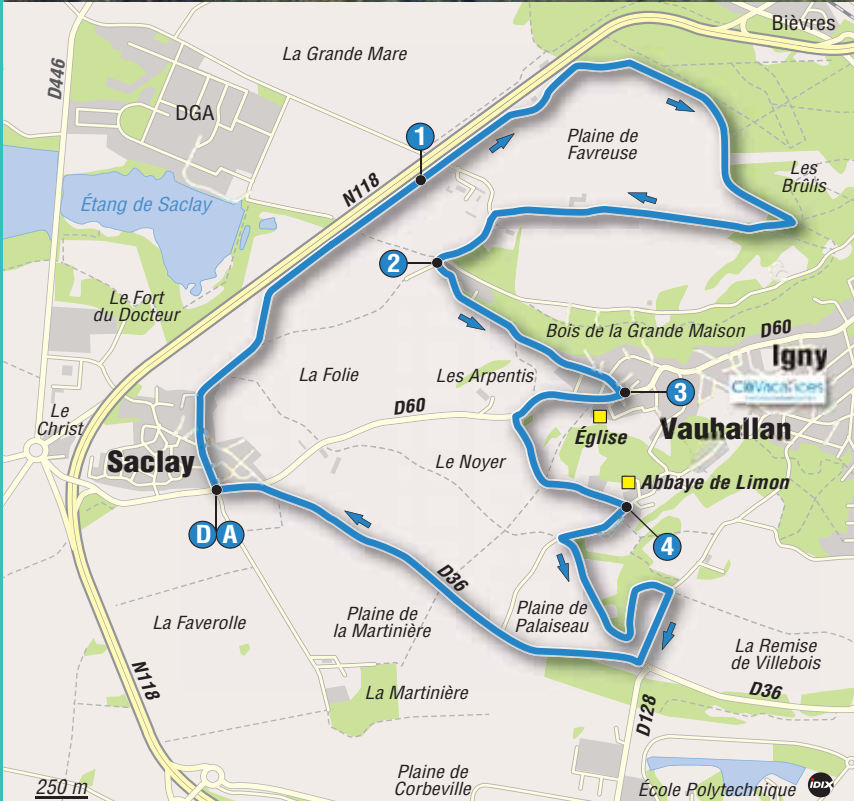 Bièvres
La Grande Mare
D446
DGA
1
Plaine de
Favreuse
N118
Les
Brûlis
Étang de Saclay
2
Le Fort
du Docteur
Bois de la Grande Maison
D60
Igny
La Folie
Les Arpentis
3
Le
Christ
D60
Église
Vauhallan
Saclay
Le Noyer
Abbaye de Limon
D A
4
D36
La Faverolle
Plaine de
la Martinière
Plaine de
Palaiseau
La Remise
de Villebois
N118
La Martinière
D36
D128
250 m
Plaine de
Corbeville
École Polytechnique
iDIX